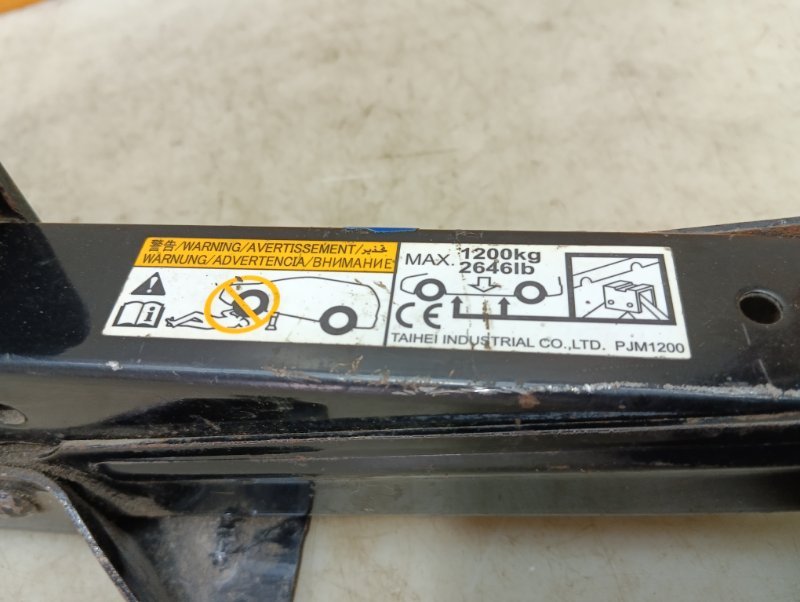 警告/WARNING/AVERTISSEMENT/تحذير
WARNUNG/ADVERTENCIA/ВНИМАНИЕ
MAX. 1200kg
2646lb
CE
TAIHEI INDUSTRIAL CO.,LTD. PJM1200